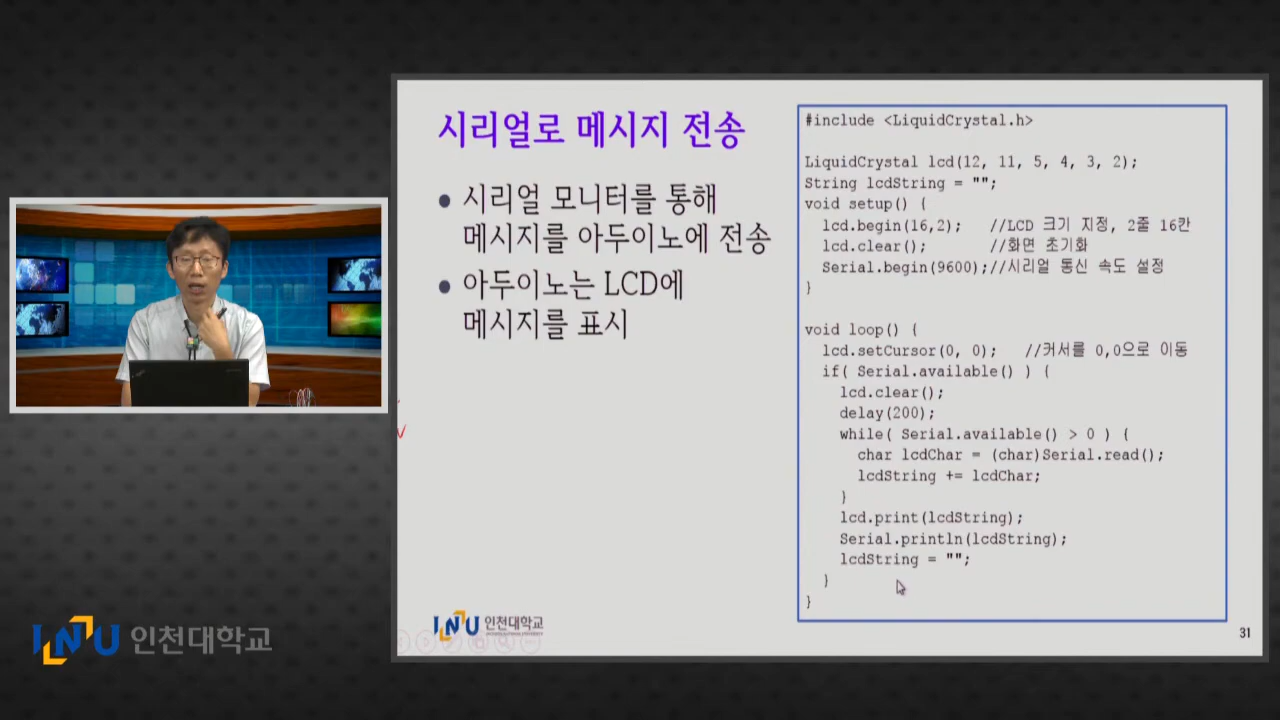 시리얼로 메시지 전송
● 시리얼 모니터를 통해
메시지를 아두이노에 전송
● 아두이노는 LCD에
메시지를 표시
#include <LiquidCrystal.h>
LiquidCrystal lcd(12, 11, 5, 4, 3, 2);
String lcdString = "";
void setup() {
lcd.begin(16,2); //LCD 크기 지정, 2줄 16칸
lcd.clear(); //화면 초기화
Serial.begin(9600);//시리얼 통신 속도 설정
}
void loop() {
lcd.setCursor(0, 0); //커서를 0,0으로 이동
if( Serial.available() ) {
lcd.clear();
delay(200);
while( Serial.available() > 0 ) {
char lcdChar = (char)Serial.read();
lcdString += lcdChar;
}
lcd.print(lcdString);
Serial.println(lcdString);
lcdString = "";
}
}
INU 인천대학교
31
INU 인천대학교